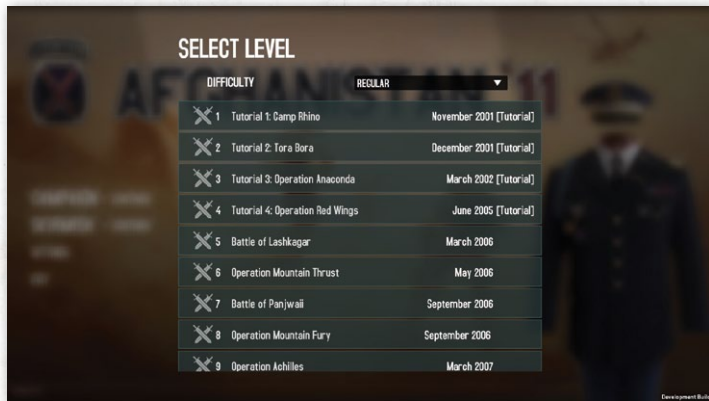 SELECT LEVEL
AFGHANISTAN '11
DIFFICULTY REGULAR
1 Tutorial 1: Camp Rhino November 2001 [Tutorial]
2 Tutorial 2: Tora Bora December 2001 [Tutorial]
3 Tutorial 3: Operation Anaconda March 2002 [Tutorial]
4 Tutorial 4: Operation Red Wings June 2005 [Tutorial]
5 Battle of Lashkagar March 2006
6 Operation Mountain Thrust May 2006
7 Battle of Panjwaii September 2006
8 Operation Mountain Fury September 2006
9 Operation Achilles March 2007
Development Build